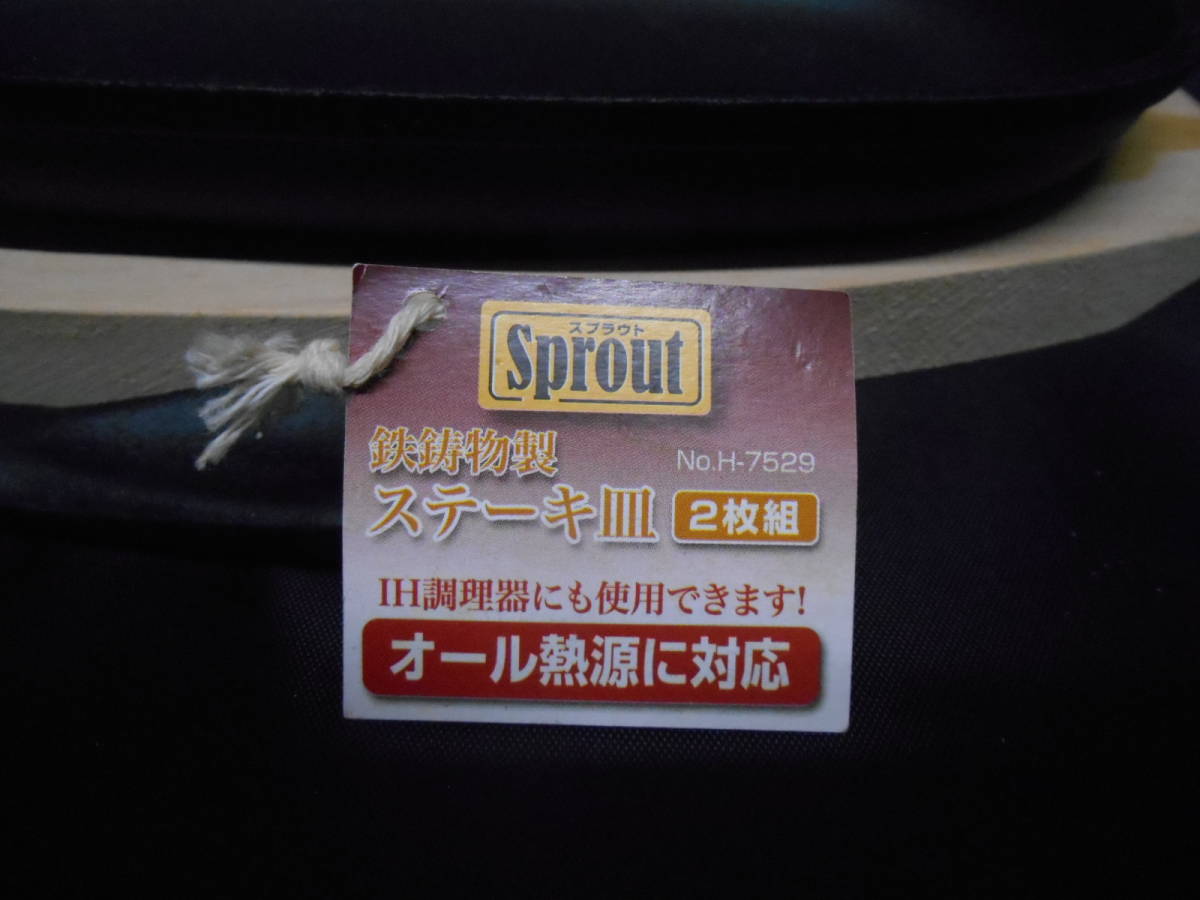 スプラウト
Sprout
鉄鋳物製
No.H-7529
ステーキ皿 2枚組
IH調理器にも使用できます!
オール熱源に対応